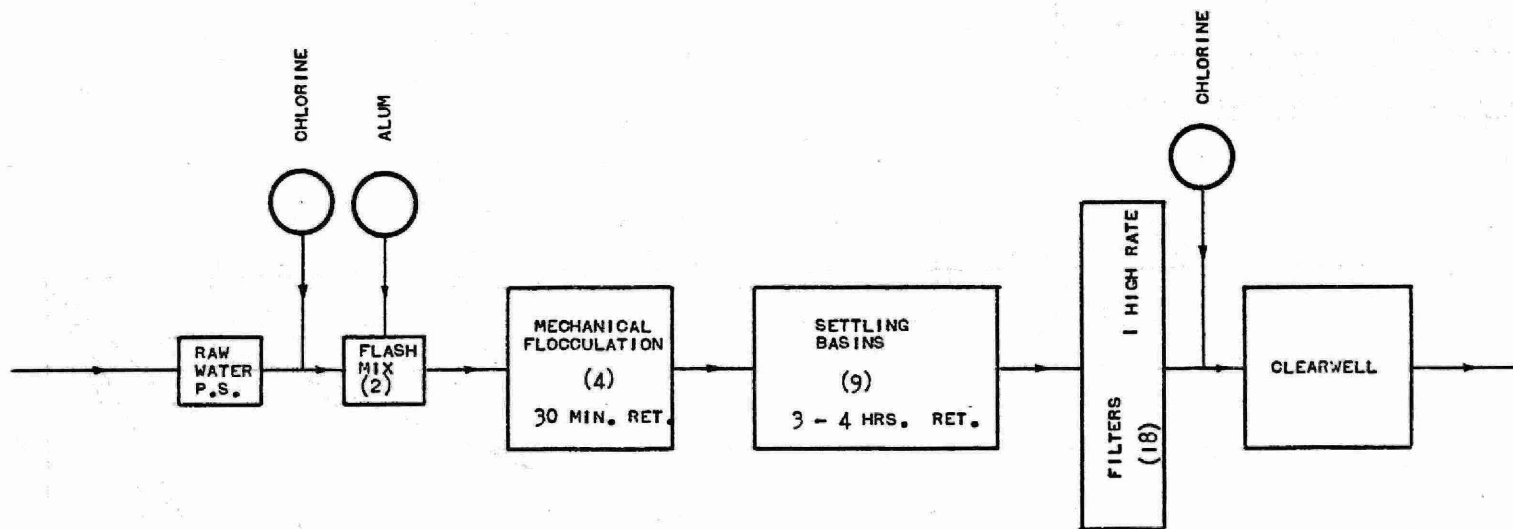 CHLORINE
ALUM
CHLORINE
RAW
WATER
P.S.
FLASH
MIX
(2)
MECHANICAL
FLOCCULATION
(4)
30 MIN. RET.
SETTLING
BASINS
(9)
3 - 4 HRS. RET.
FILTERS 1 HIGH RATE
(18)
CLEARWELL